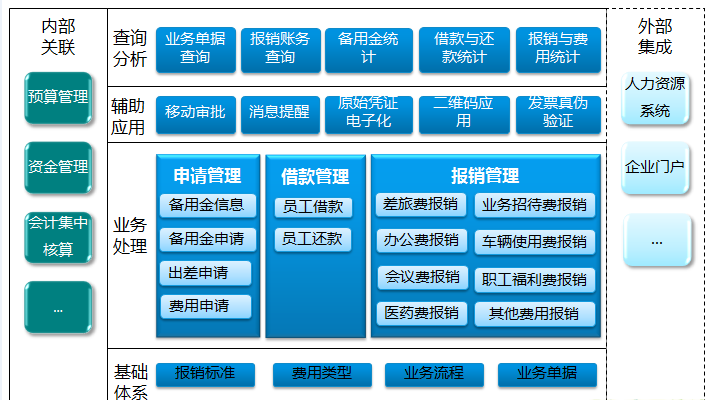 内部
关联
预算管理
资金管理
会计集中
核算
...
查询
分析
业务单据
查询
报销账务
查询
备用金统
计
借款与还
款统计
报销与费
用统计
辅助
应用
移动审批
消息提醒
原始凭证
电子化
二维码应
用
发票真伪
验证
业务
处理
申请管理
备用金信息
备用金申请
出差申请
费用申请
借款管理
员工借款
员工还款
报销管理
差旅费报销
业务招待费报销
办公费报销
车辆使用费报销
会议费报销
职工福利费报销
医药费报销
其他费用报销
基础
体系
报销标准
费用类型
业务流程
业务单据
外部
集成
人力资源
系统
企业门户
...